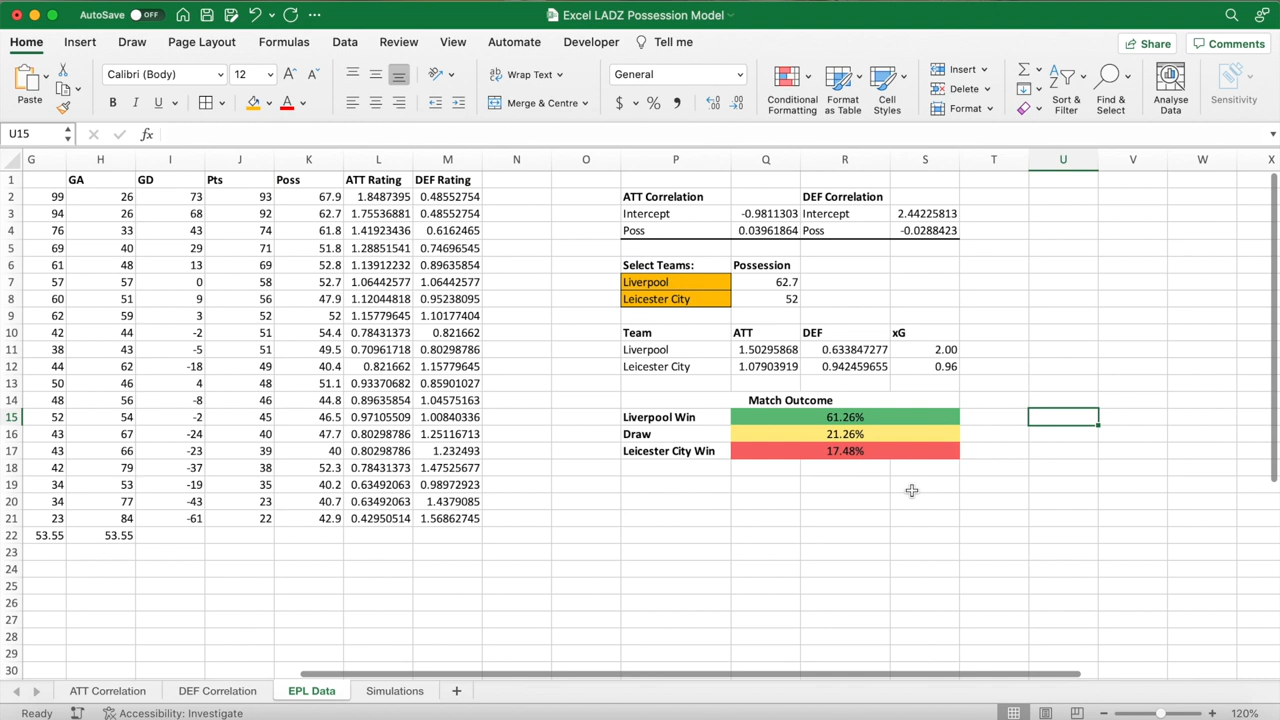 AutoSave OFF Excel LADZ Possession Model
Home Insert Draw Page Layout Formulas Data Review View Automate Developer Tell me Share Comments
Paste Calibri (Body) 12 Wrap Text General Insert
B I U Merge & Centre $ % Conditional Formatting Format as Table Cell Styles Delete Format Sort & Filter Find & Select Analyse Data Sensitivity
U15 fx
G H I J K L M N O P Q R S T U V W X
1 GA GD Pts Poss ATT Rating DEF Rating
2 99 26 73 93 67.9 1.8487395 0.48552754 ATT Correlation DEF Correlation
3 94 26 68 92 62.7 1.75536881 0.48552754 Intercept -0.9811303 Intercept 2.44225813
4 76 33 43 74 61.8 1.41923436 0.6162465 Poss 0.03961864 Poss -0.0288423
5 69 40 29 71 51.8 1.28851541 0.74696545
6 61 48 13 69 52.8 1.13912232 0.89635854 Select Teams: Possession
7 57 57 0 58 52.8 1.06442577 1.06442577 Liverpool 62.7
8 60 51 9 56 47.9 1.12044818 0.95238095 Leicester City 52
9 62 59 3 52 52 1.15779645 1.10177404
10 42 44 -2 51 54.4 0.78431373 0.821662 Team ATT DEF xG
11 38 43 -5 51 49.5 0.70961718 0.80298786 Liverpool 1.50295868 0.633847277 2.00
12 44 62 -18 49 40.4 0.821662 1.15779645 Leicester City 1.07903919 0.942459655 0.96
13 50 46 4 48 51.1 0.93370682 0.85901027
14 48 56 -8 46 44.8 0.89635854 1.04575163 Match Outcome
15 52 54 -2 45 46.5 0.97105509 1.00840336 Liverpool Win 61.26%
16 43 67 -24 40 47.7 0.80298786 1.25116713 Draw 21.26%
17 43 66 -23 39 40 0.80298786 1.232493 Leicester City Win 17.48%
18 42 79 -37 38 52.3 0.78431373 1.47525677
19 34 53 -19 35 40.2 0.63492063 0.98972923
20 34 77 -43 23 40.7 0.63492063 1.4379085
21 23 84 -61 22 42.9 0.42950514 1.56862745
22 53.55 53.55
23
24
25
26
27
28
29
30
ATT Correlation DEF Correlation EPL Data Simulations +
Ready Accessibility: Investigate 120%